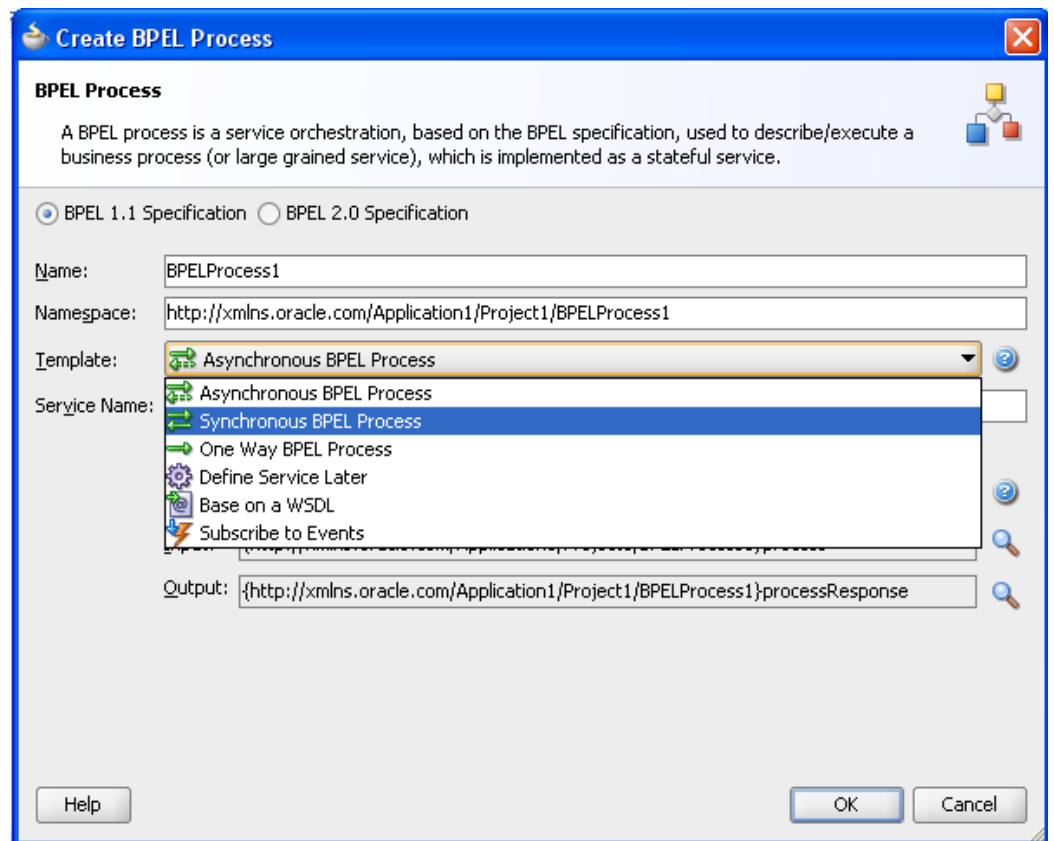 Create BPEL Process
BPEL Process
A BPEL process is a service orchestration, based on the BPEL specification, used to describe/execute a
business process (or large grained service), which is implemented as a stateful service.
BPEL 1.1 Specification BPEL 2.0 Specification
Name: BPELProcess1
Namespace: http://xmlns.oracle.com/Application1/Project1/BPELProcess1
Template: Asynchronous BPEL Process
Asynchronous BPEL Process
Service Name:
Synchronous BPEL Process
One Way BPEL Process
Define Service Later
Base on a WSDL
Subscribe to Events
Output: {http://xmlns.oracle.com/Application1/Project1/BPELProcess1}processResponse
Help OK Cancel